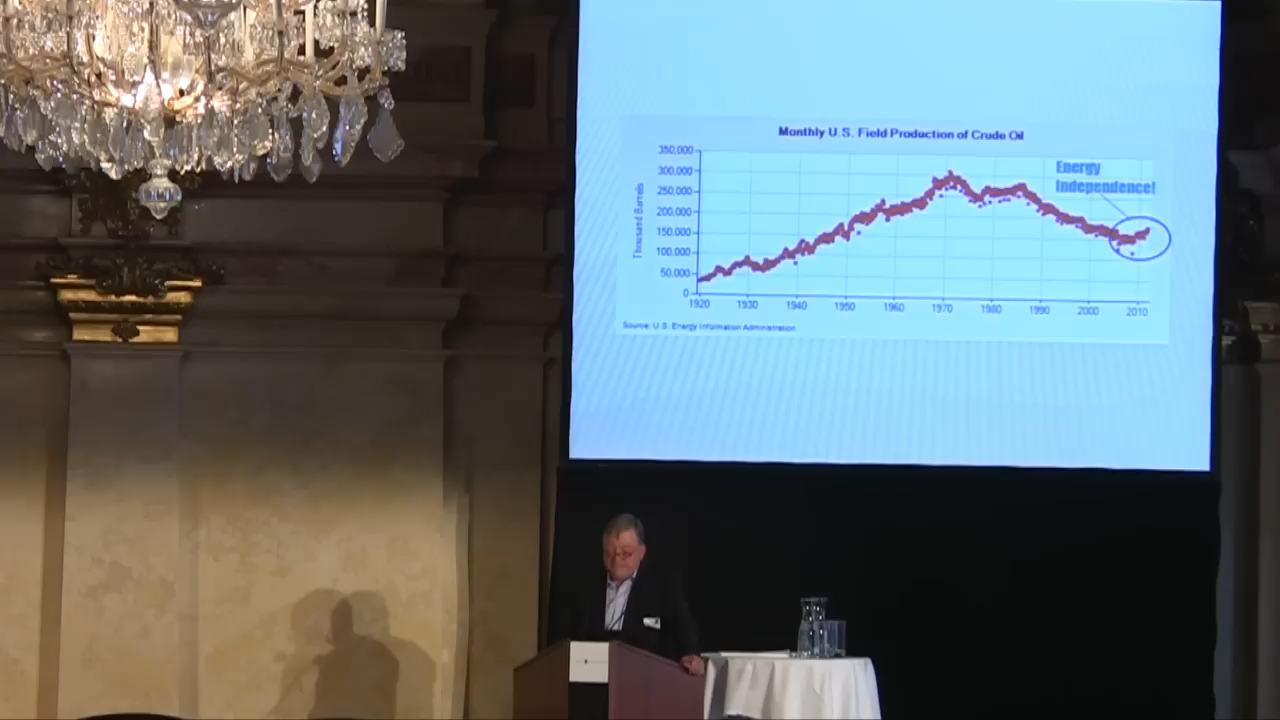 Monthly U.S. Field Production of Crude Oil
350,000
300,000
250,000
200,000
150,000
100,000
50,000
0
Thousand Barrels
Energy
Independence!
1920 1930 1940 1950 1960 1970 1980 1990 2000 2010
Source: U.S. Energy Information Administration